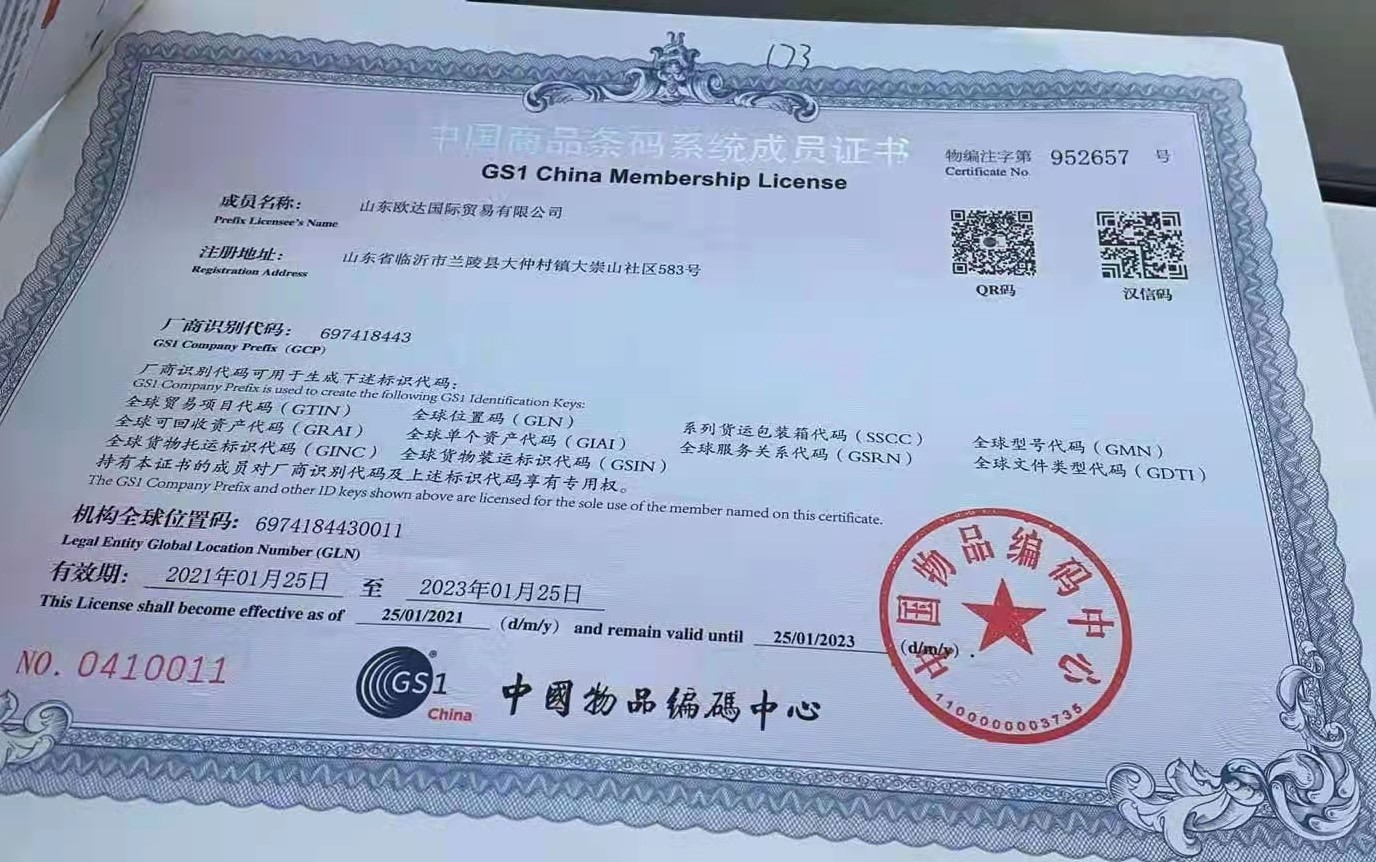 173
中国商品条码系统成员证书
GS1 China Membership License
物编注字第 952657 号
Certificate No.
成员名称: 山东欧达国际贸易有限公司
Prefix Licensee's Name
注册地址: 山东省临沂市兰陵县大仲村镇大崇山社区583号
Registration Address
QR码
汉信码
厂商识别代码: 697418443
GS1 Company Prefix (GCP)
厂商识别代码可用于生成下述标识代码:
GS1 Company Prefix is used to create the following GS1 Identification Keys:
全球贸易项目代码(GTIN) 全球位置码(GLN) 系列货运包装箱代码(SSCC) 全球型号代码(GMN)
全球可回收资产代码(GRAI) 全球单个资产代码(GIAI) 全球服务关系代码(GSRN) 全球文件类型代码(GDTI)
全球货物托运标识代码(GINC) 全球货物装运标识代码(GSIN)
持有本证书的成员对厂商识别代码及上述标识代码享有专用权。
The GS1 Company Prefix and other ID keys shown above are licensed for the sole use of the member named on this certificate.
机构全球位置码: 6974184430011
Legal Entity Global Location Number (GLN)
有效期: 2021年01月25日 至 2023年01月25日
This License shall become effective as of 25/01/2021 (d/m/y) and remain valid until 25/01/2023 (d/m/y).
NO. 0410011
GS1® China
中國物品編碼中心
中国物品编码中心
1100000003735